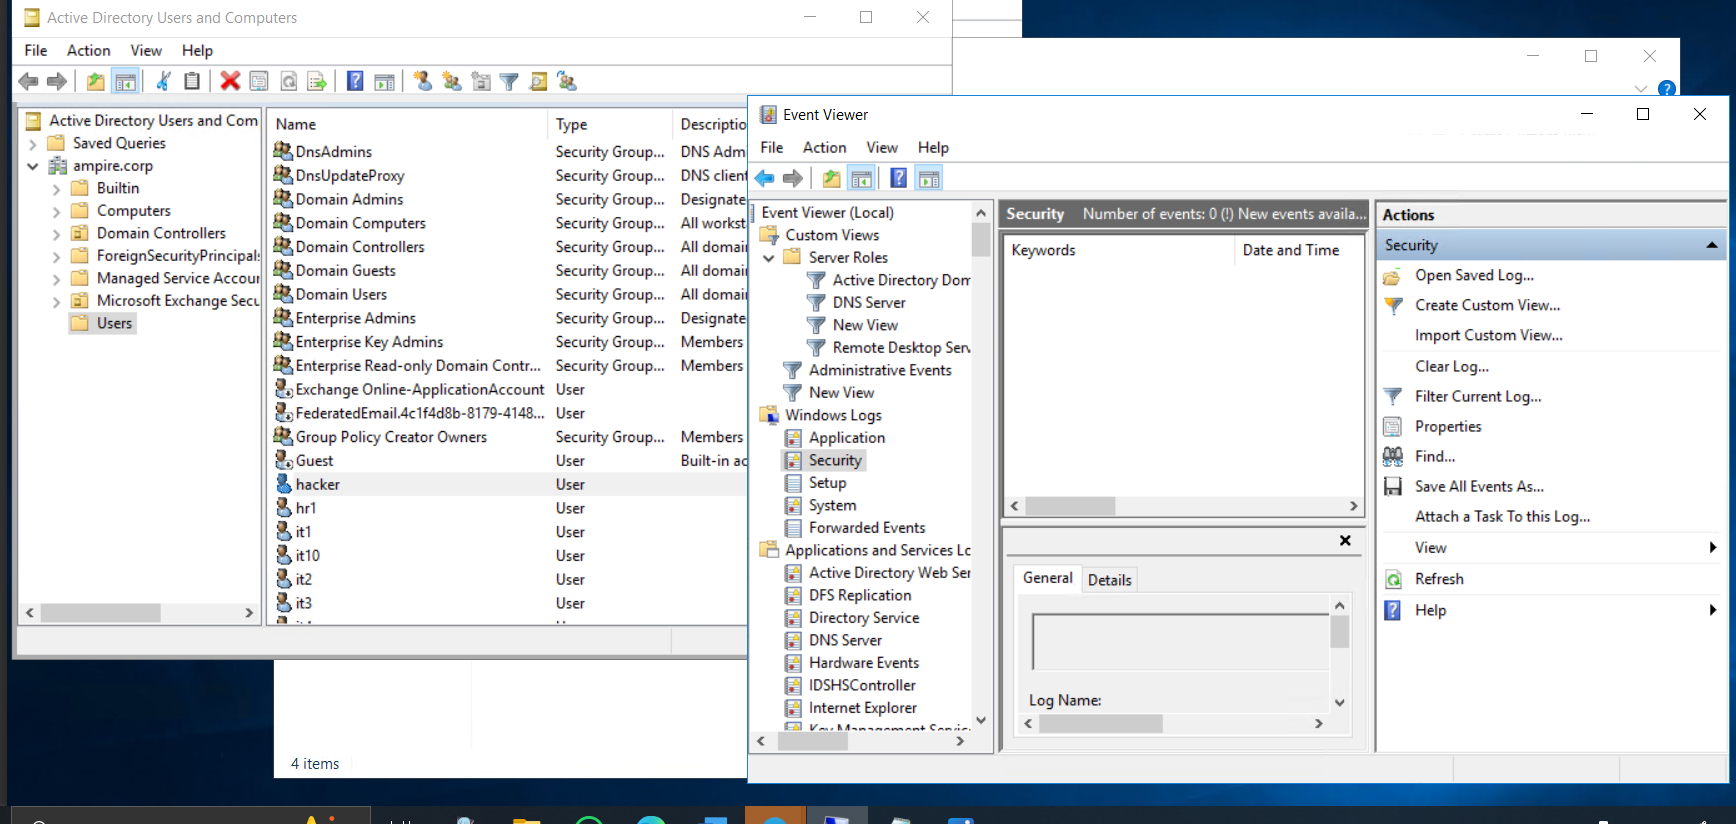 Active Directory Users and Computers
File Action View Help
Active Directory Users and Com
Saved Queries
ampire.corp
Builtin
Computers
Domain Controllers
ForeignSecurityPrincipals
Managed Service Accour
Microsoft Exchange Secu
Users
Name Type Descriptio
DnsAdmins Security Group... DNS Adm
DnsUpdateProxy Security Group... DNS client
Domain Admins Security Group... Designate
Domain Computers Security Group... All workst
Domain Controllers Security Group... All domai
Domain Guests Security Group... All domai
Domain Users Security Group... All domai
Enterprise Admins Security Group... Designate
Enterprise Key Admins Security Group... Members
Enterprise Read-only Domain Contr... Security Group... Members
Exchange Online-ApplicationAccount User
FederatedEmail.4c1f4d8b-8179-4148... User
Group Policy Creator Owners Security Group... Members
Guest User Built-in ac
hacker User
hr1 User
it1 User
it10 User
it2 User
it3 User
4 items
Event Viewer
File Action View Help
Event Viewer (Local)
Custom Views
Server Roles
Active Directory Dom
DNS Server
New View
Remote Desktop Serv
Administrative Events
New View
Windows Logs
Application
Security
Setup
System
Forwarded Events
Applications and Services Lo
Active Directory Web Ser
DFS Replication
Directory Service
DNS Server
Hardware Events
IDSHSController
Internet Explorer
Key Management Service
Security Number of events: 0 (!) New events availa...
Keywords Date and Time
General Details
Log Name:
Actions
Security
Open Saved Log...
Create Custom View...
Import Custom View...
Clear Log...
Filter Current Log...
Properties
Find...
Save All Events As...
Attach a Task To this Log...
View
Refresh
Help